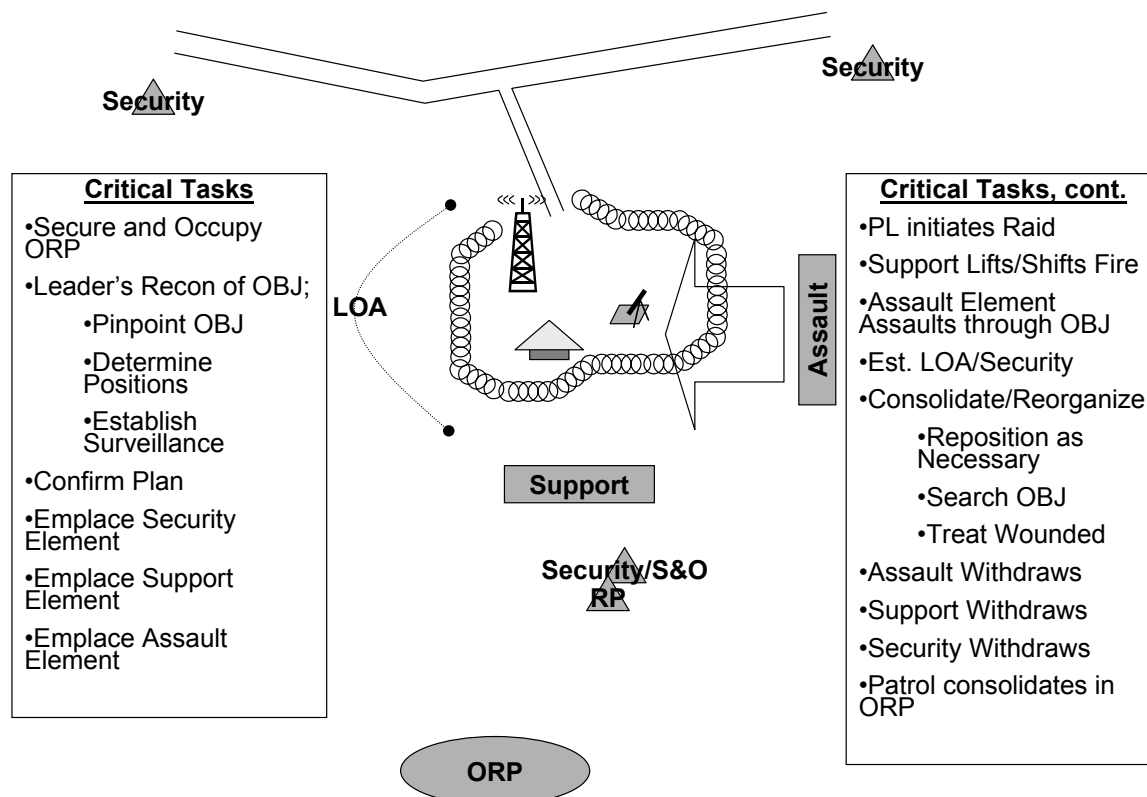 Security
Security
Critical Tasks
•Secure and Occupy
ORP
•Leader's Recon of OBJ;
•Pinpoint OBJ
•Determine
Positions
•Establish
Surveillance
•Confirm Plan
•Emplace Security
Element
•Emplace Support
Element
•Emplace Assault
Element
LOA
Assault
Support
Security/S&O
RP
ORP
Critical Tasks, cont.
•PL initiates Raid
•Support Lifts/Shifts Fire
•Assault Element
Assaults through OBJ
•Est. LOA/Security
•Consolidate/Reorganize
•Reposition as
Necessary
•Search OBJ
•Treat Wounded
•Assault Withdraws
•Support Withdraws
•Security Withdraws
•Patrol consolidates in
ORP